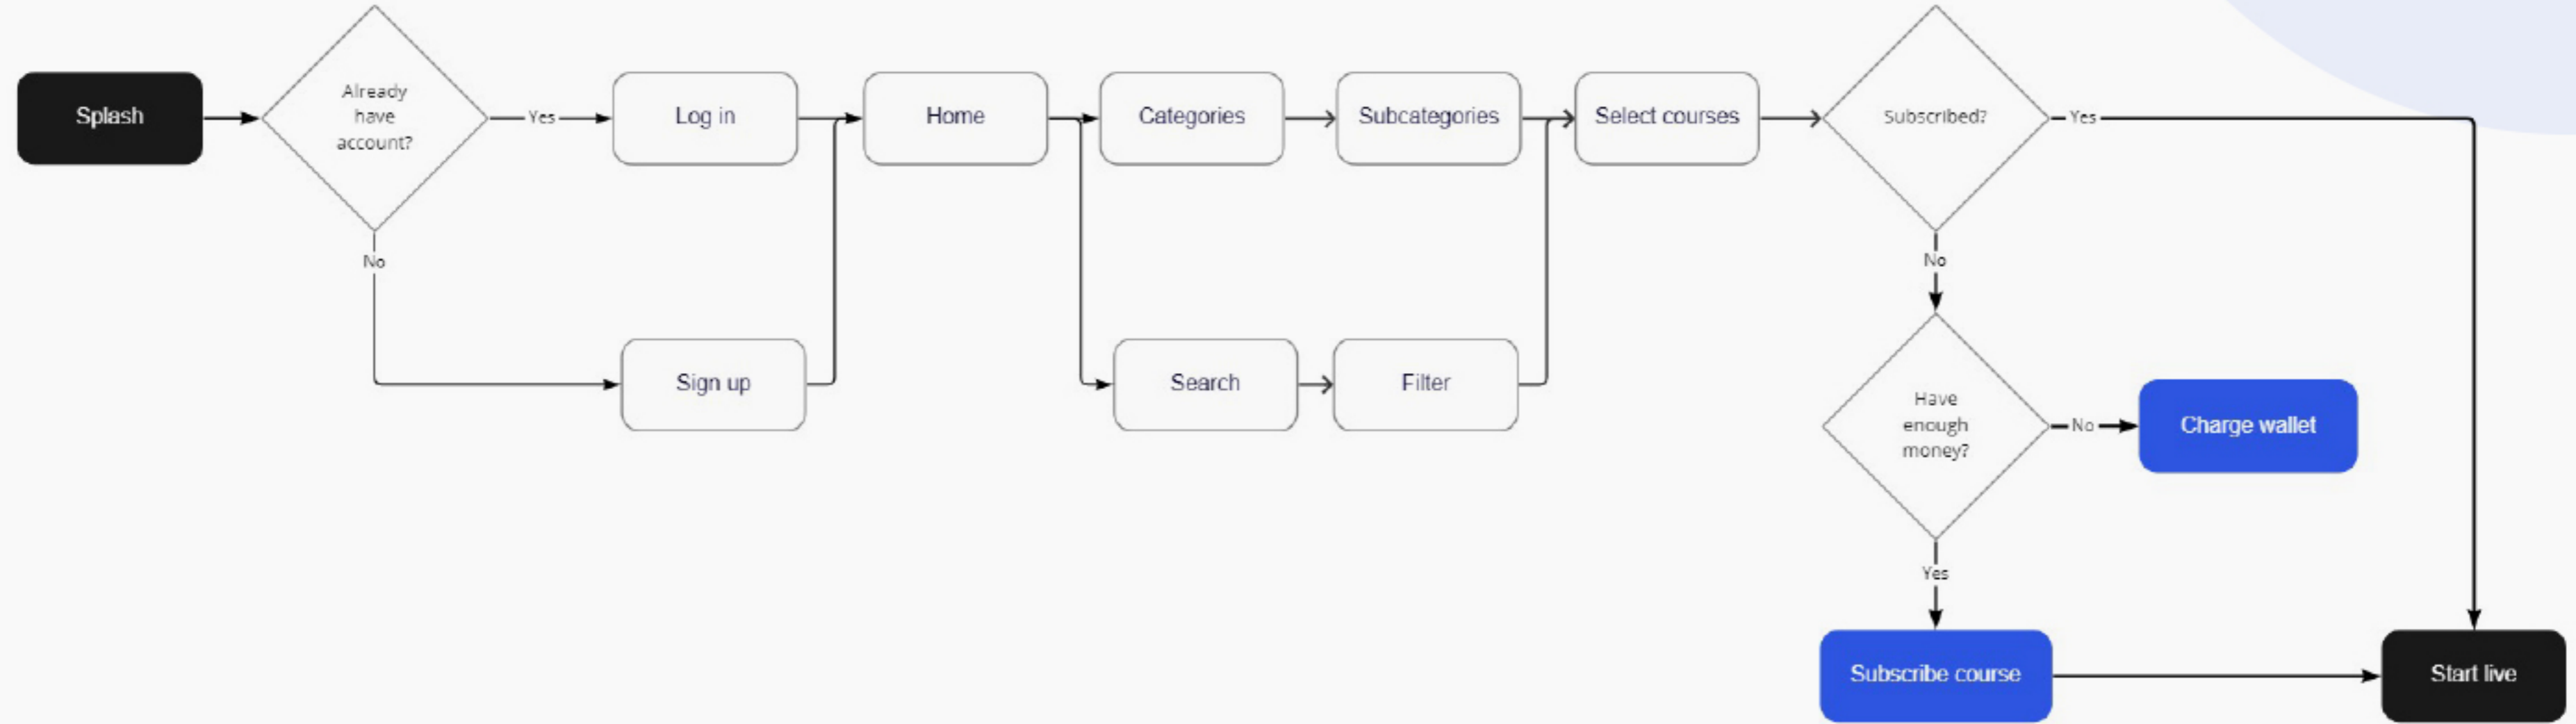 Splash
Already
have
account?
Yes
No
Log in
Sign up
Home
Categories
Subcategories
Search
Filter
Select courses
Subscribed?
Yes
No
Have
enough
money?
No
Charge wallet
Yes
Subscribe course
Start live